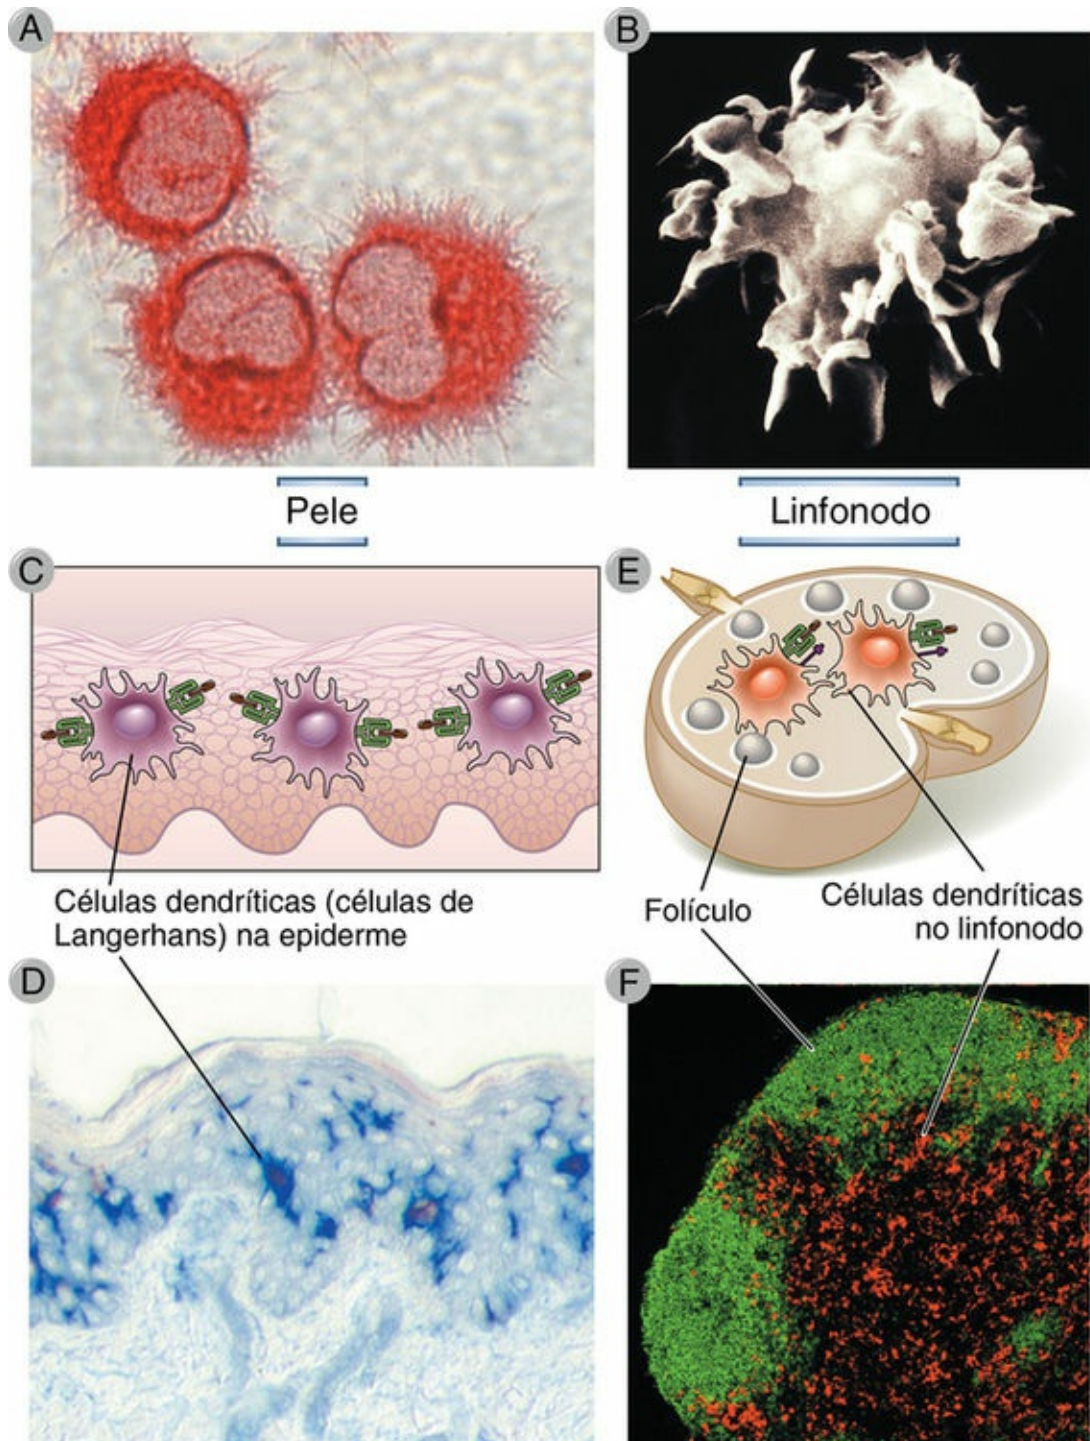 A
B
Pele
Linfonodo
C
E
Células dendríticas (células de
Langerhans) na epiderme
Folículo
Células dendríticas
no linfonodo
D
F